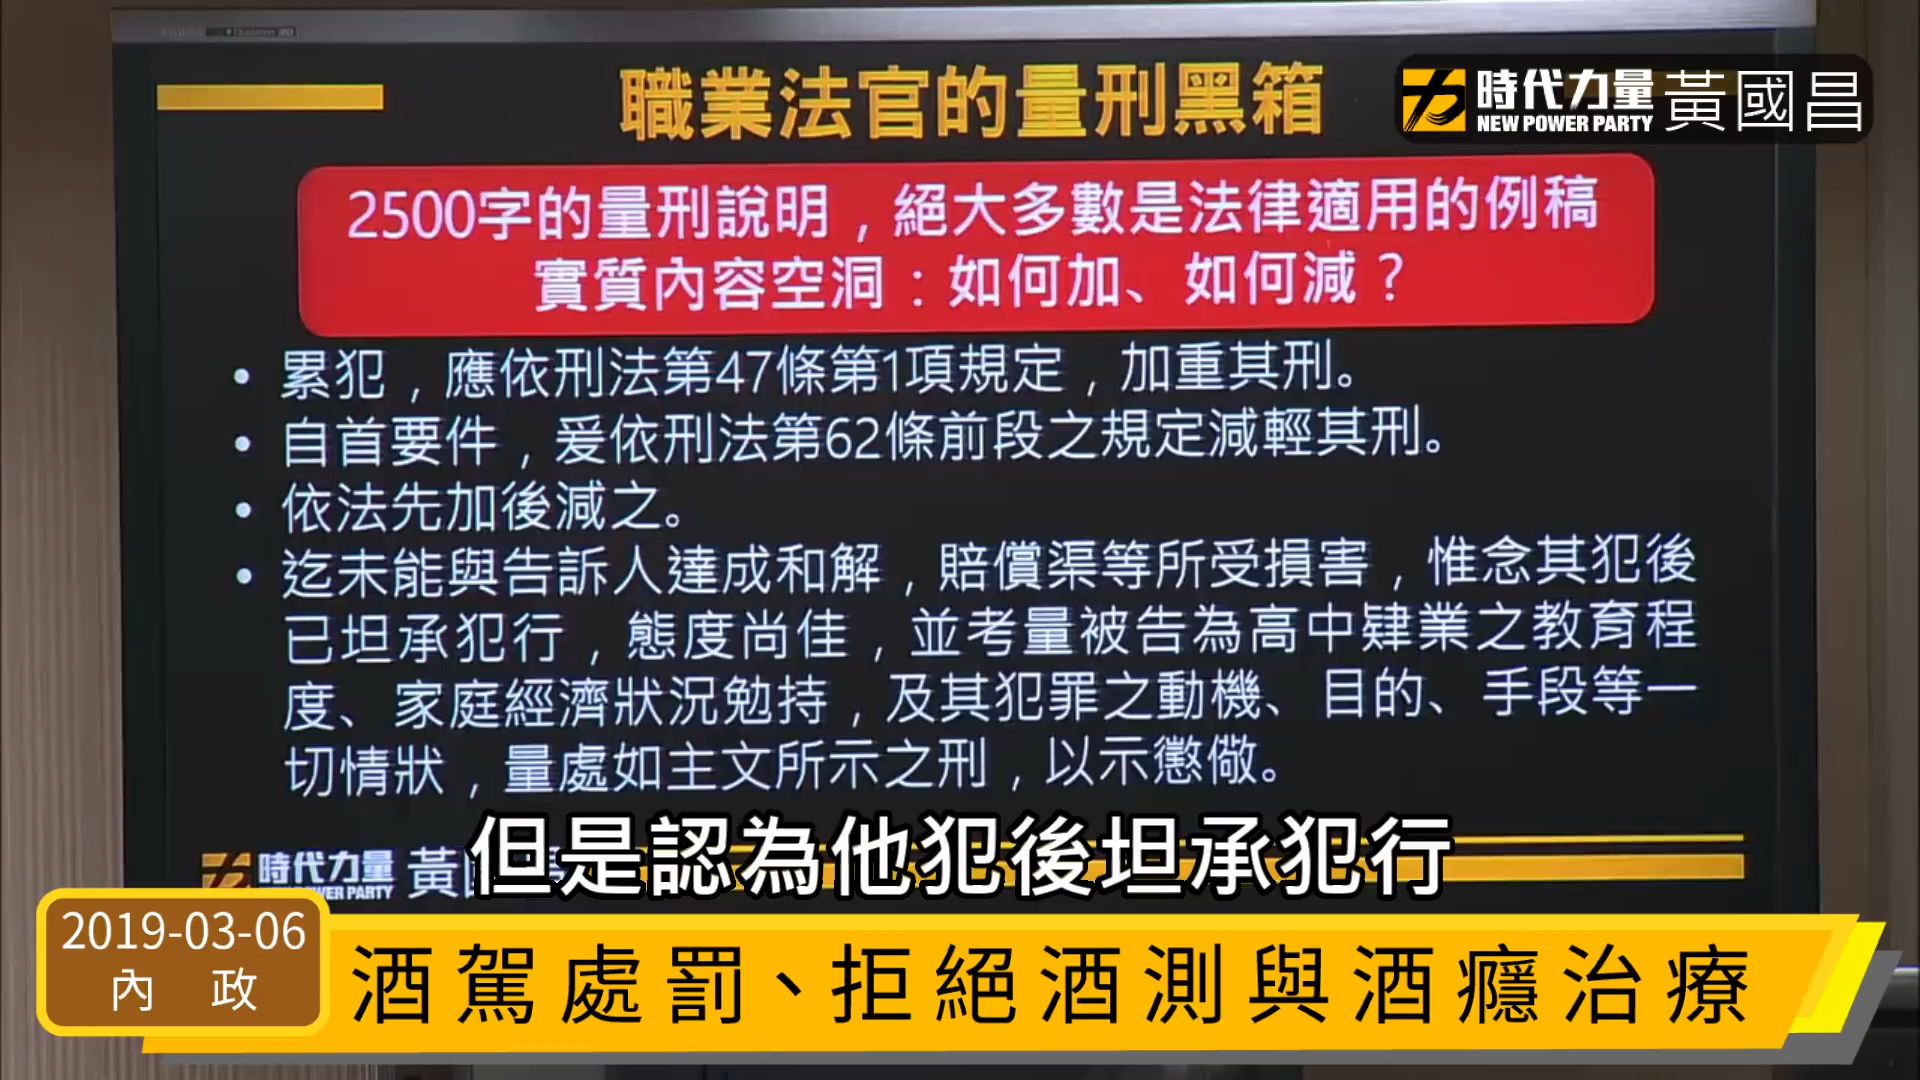 職業法官的量刑黑箱
時代力量 黃國昌
NEW POWER PARTY
2500字的量刑說明，絕大多數是法律適用的例稿
實質內容空洞：如何加、如何減？
• 累犯，應依刑法第47條第1項規定，加重其刑。
• 自首要件，爰依刑法第62條前段之規定減輕其刑。
• 依法先加後減之。
• 迄未能與告訴人達成和解，賠償渠等所受損害，惟念其犯後
已坦承犯行，態度尚佳，並考量被告為高中肄業之教育程
度、家庭經濟狀況勉持，及其犯罪之動機、目的、手段等一
切情狀，量處如主文所示之刑，以示懲儆。
但是認為他犯後坦承犯行
時代力量 黃
POWER PARTY
2019-03-06
內 政
酒駕處罰、拒絕酒測與酒癮治療